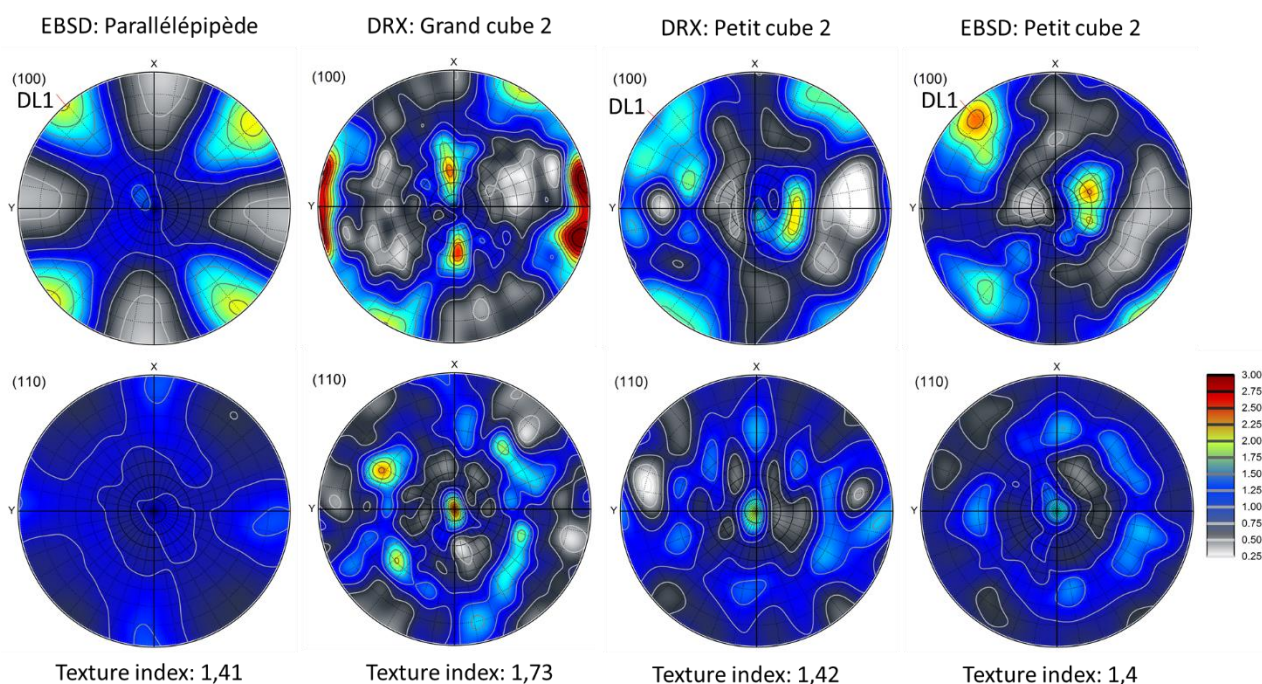 EBSD: Parallélépipède
DRX: Grand cube 2
DRX: Petit cube 2
EBSD: Petit cube 2
X
X
X
X
(100)
(100)
(100)
(100)
DL1
DL1
DL1
Y
Y
Y
Y
X
X
X
X
(110)
(110)
(110)
(110)
Y
Y
Y
Y
3.00
2.75
2.50
2.25
2.00
1.75
1.50
1.25
1.00
0.75
0.50
0.25
Texture index: 1,41
Texture index: 1,73
Texture index: 1,42
Texture index: 1,4